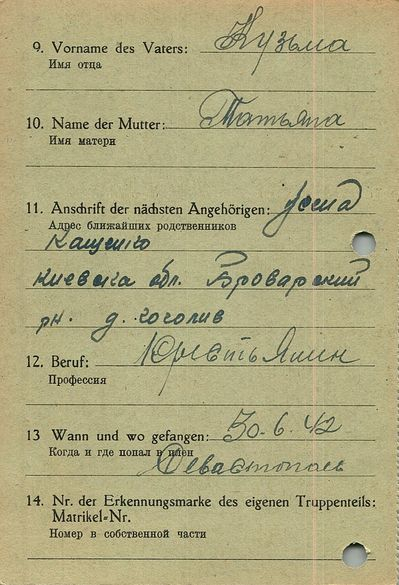 9. Vorname des Vaters: Кузьма
Имя отца
10. Name der Mutter: Татьяна
Имя матери
11. Anschrift der nächsten Angehörigen:
Адрес ближайших родственников
Кащенко
Киевска обл. Броварский
рн. д. гоголив
12. Beruf: Крестьянин
Профессия
13 Wann und wo gefangen: 30.6.42
Когда и где попал в плен
Севастополь
14. Nr. der Erkennungsmarke des eigenen Truppenteils:
Matrikel-Nr.
Номер в собственной части